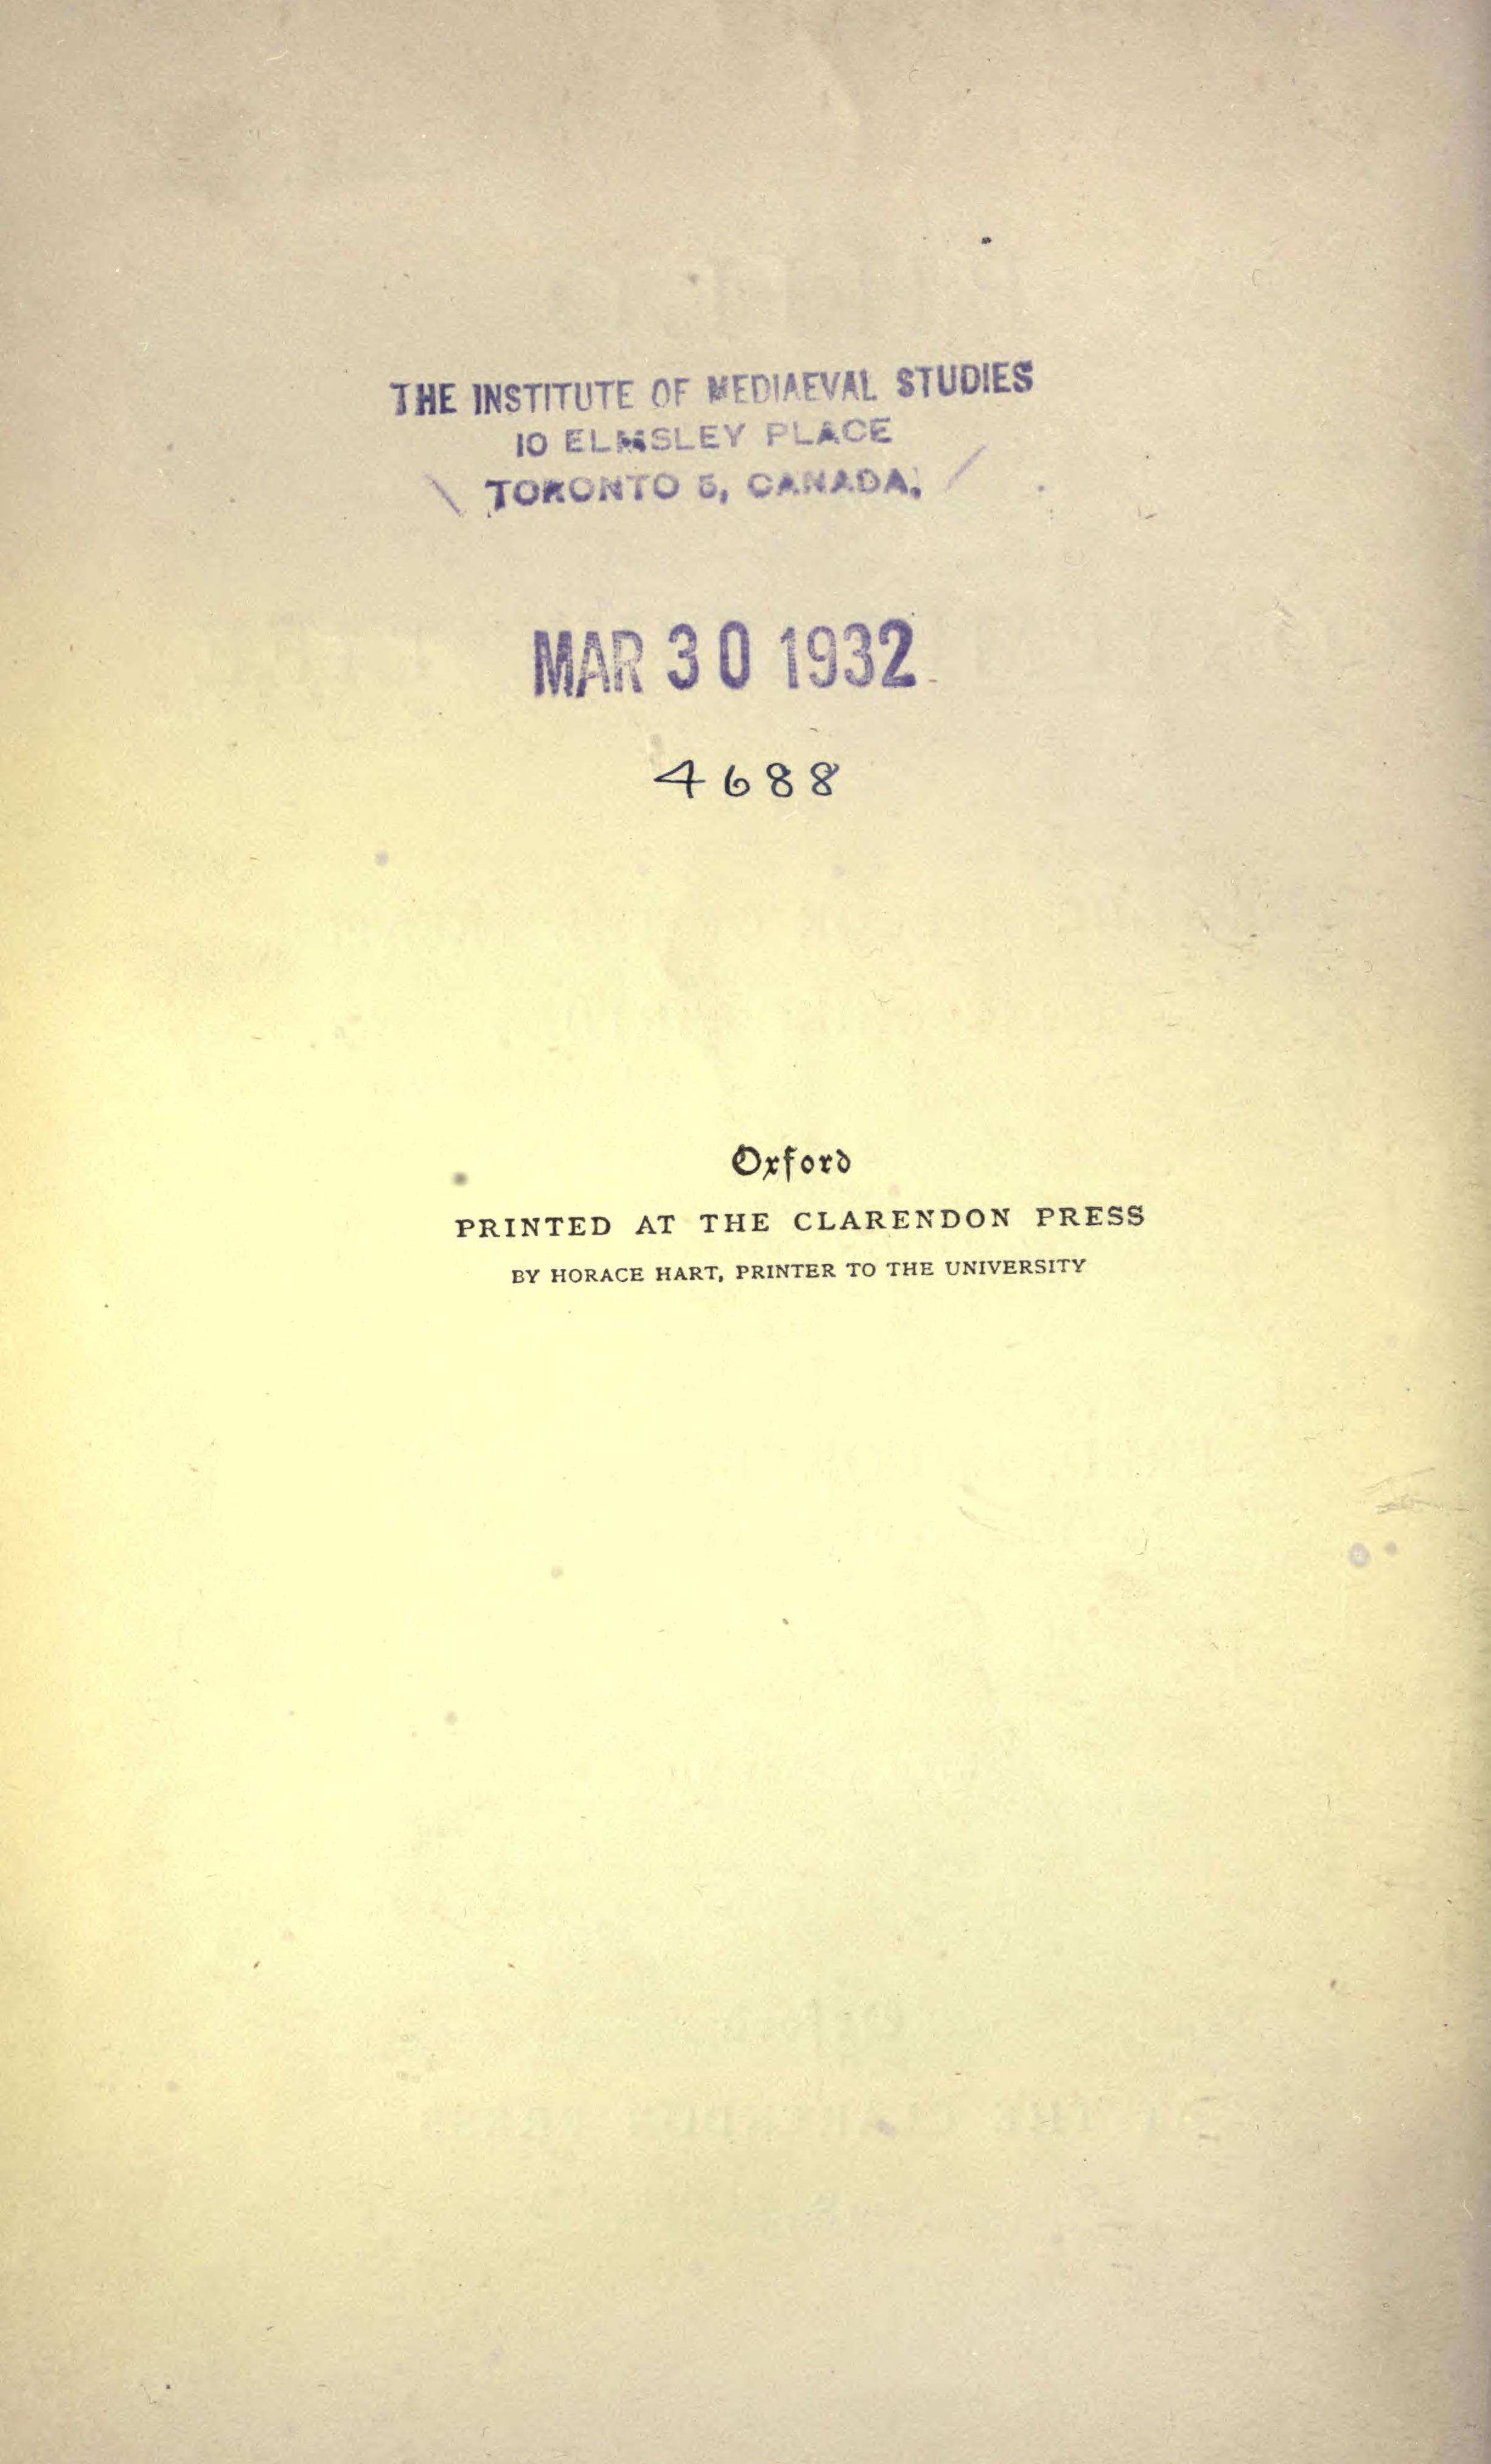 THE INSTITUTE OF MEDIAEVAL STUDIES
10 ELMSLEY PLACE
TORONTO 5, CANADA.
MAR 30 1932
4688
Oxford
PRINTED AT THE CLARENDON PRESS
BY HORACE HART, PRINTER TO THE UNIVERSITY